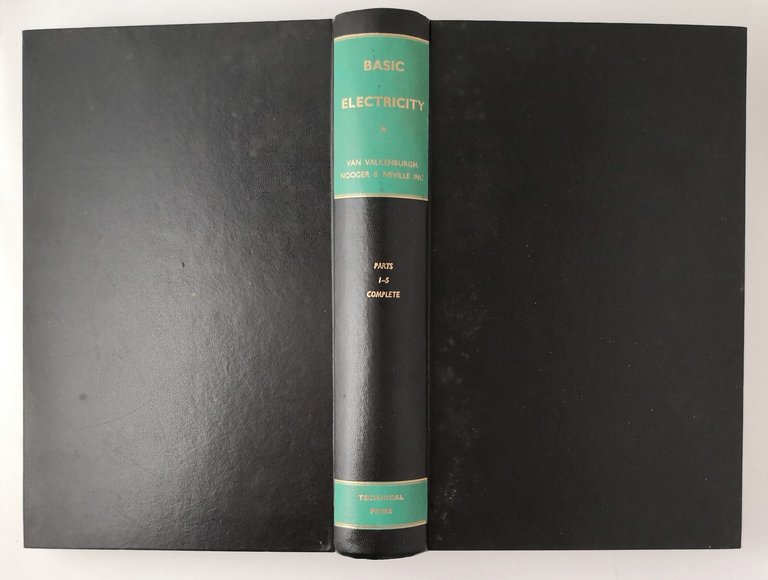 BASIC
ELECTRICITY
VAN VALKENBURGH,
NOOGER & NEVILLE INC.
PARTS
1-5
COMPLETE
TECHNICAL
PRESS